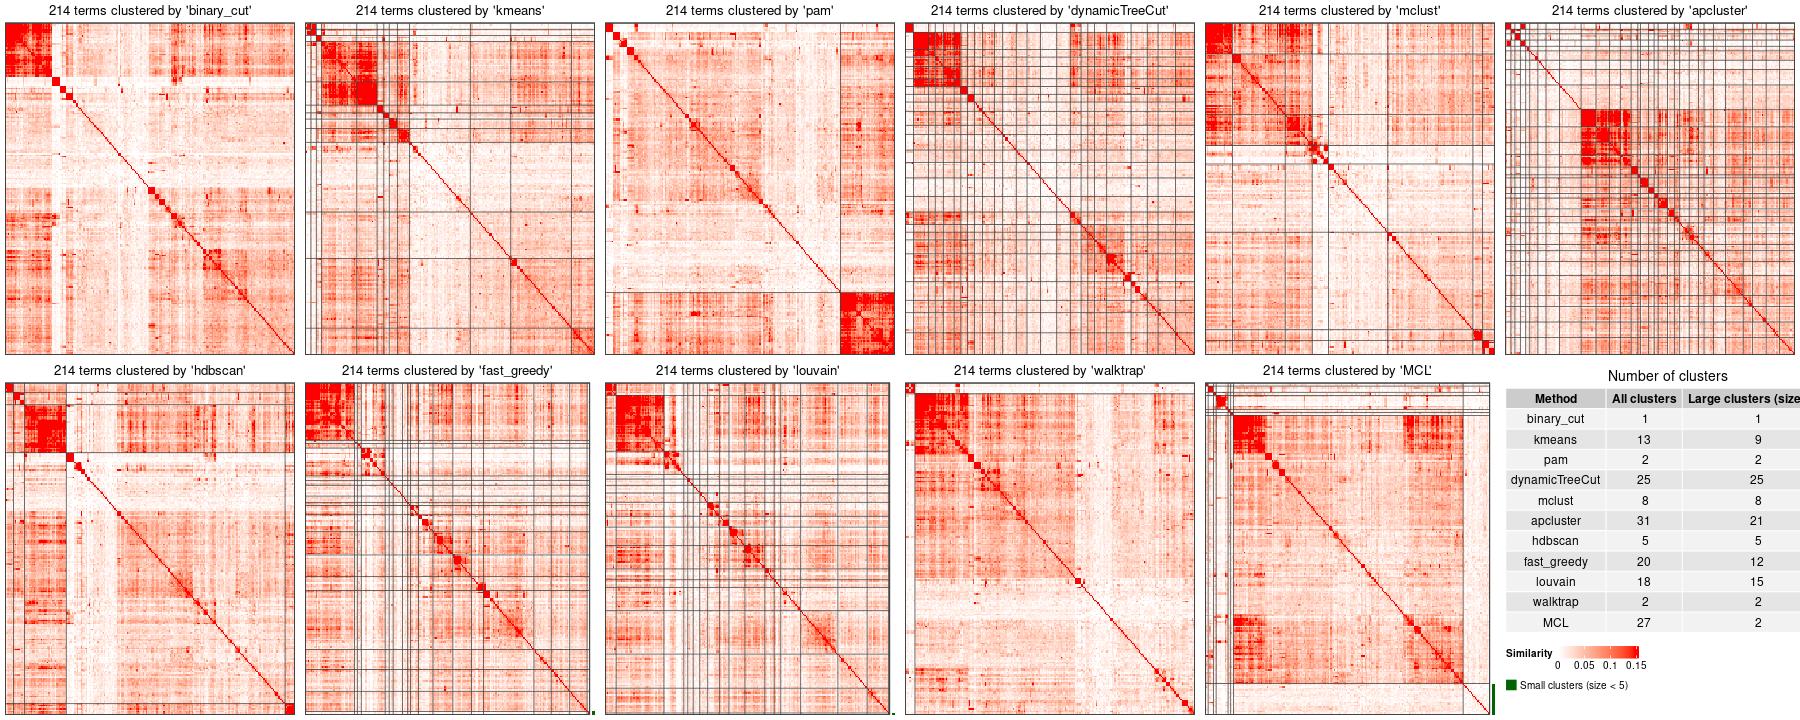 214 terms clustered by 'binary_cut'
214 terms clustered by 'kmeans'
214 terms clustered by 'pam'
214 terms clustered by 'dynamicTreeCut'
214 terms clustered by 'mclust'
214 terms clustered by 'apcluster'
214 terms clustered by 'hdbscan'
214 terms clustered by 'fast_greedy'
214 terms clustered by 'louvain'
214 terms clustered by 'walktrap'
214 terms clustered by 'MCL'
Number of clusters
Method All clusters Large clusters (size
binary_cut 1 1
kmeans 13 9
pam 2 2
dynamicTreeCut 25 25
mclust 8 8
apcluster 31 21
hdbscan 5 5
fast_greedy 20 12
louvain 18 15
walktrap 2 2
MCL 27 2
Similarity
0 0.05 0.1 0.15
Small clusters (size < 5)